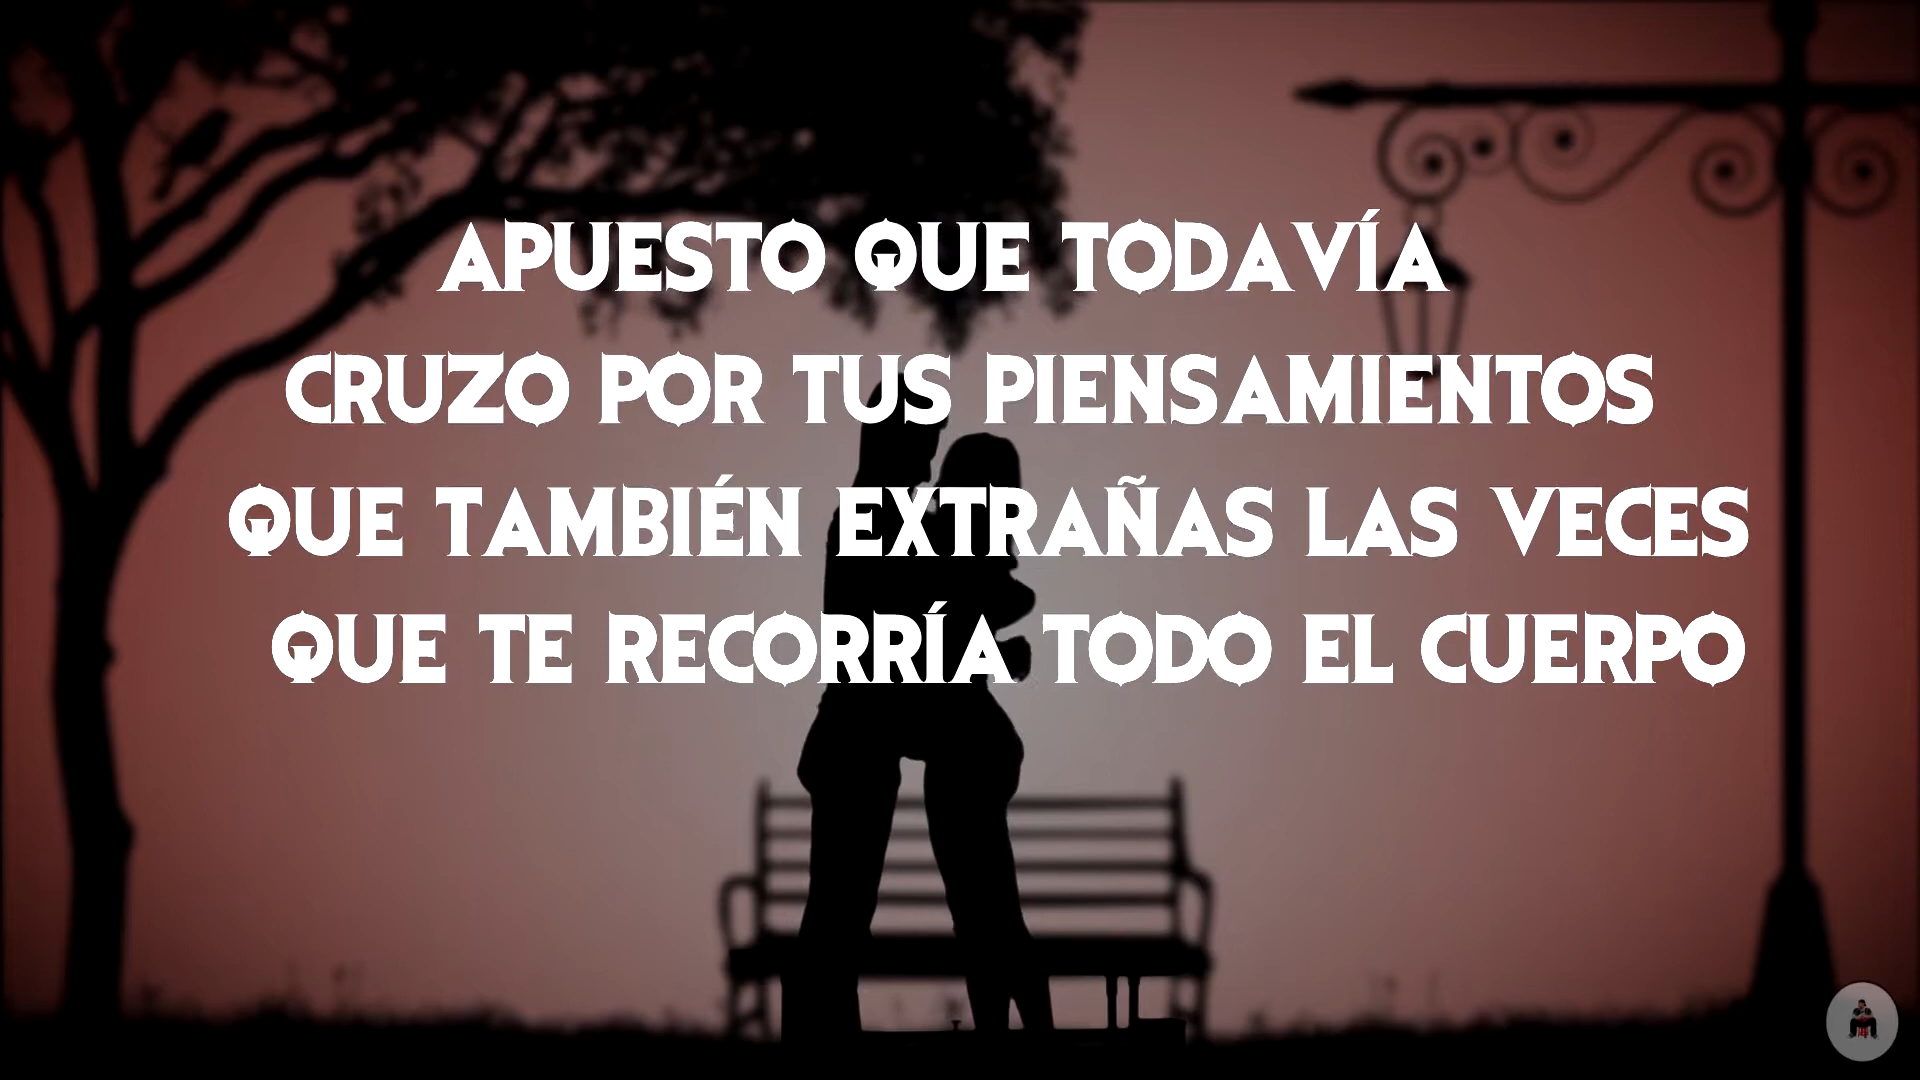 APUESTO QUE TODAVÍA
CRUZO POR TUS PIENSAMIENTOS
QUE TAMBIÉN EXTRAÑAS LAS VECES
QUE TE RECORRÍA TODO EL CUERPO